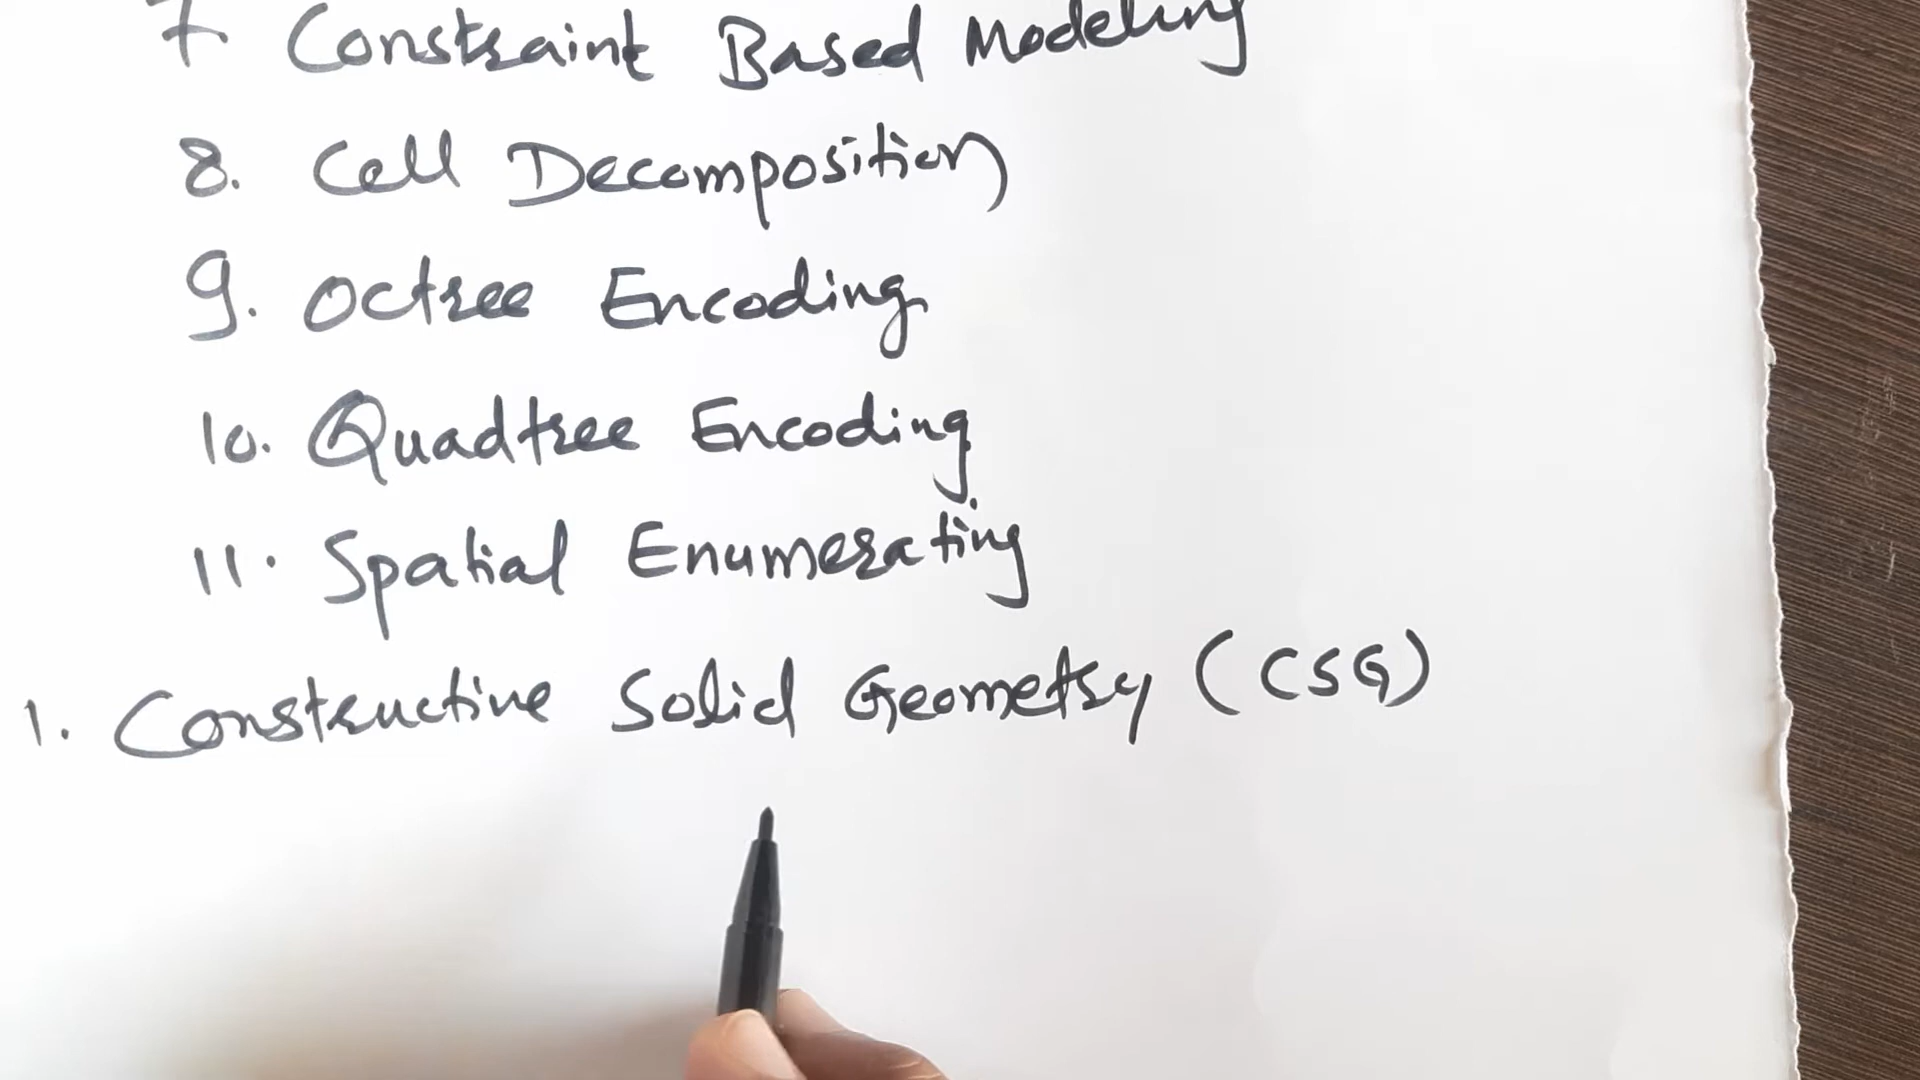 7 Constraint Based Modeling
8. Cell Decomposition
9. Octree Encoding
10. Quadtree Encoding
11. Spatial Enumerating
1. Constructive Solid Geometry (CSG)